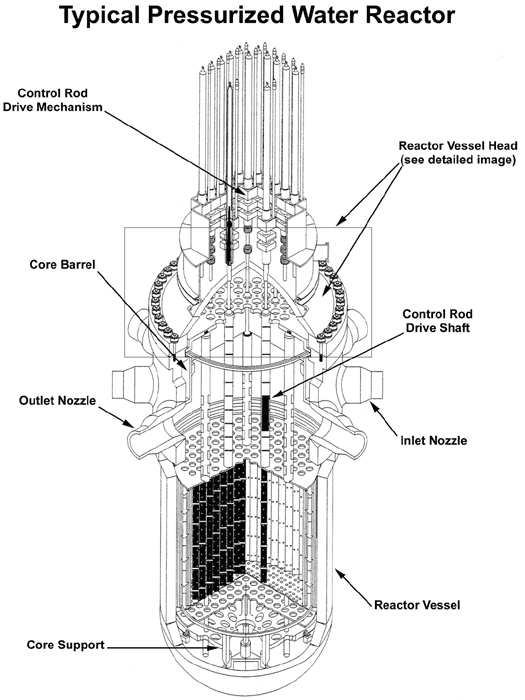 Typical Pressurized Water Reactor
Control Rod
Drive Mechanism
Reactor Vessel Head
(see detailed image)
Core Barrel
Control Rod
Drive Shaft
Outlet Nozzle
Inlet Nozzle
Reactor Vessel
Core Support